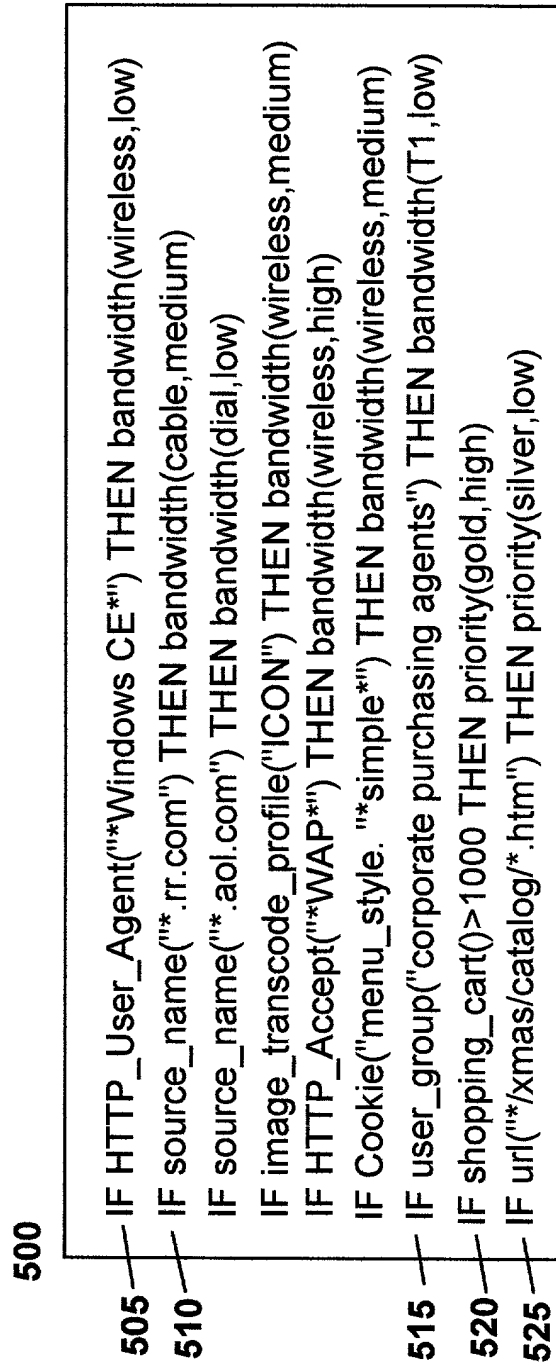 500
505 IF HTTP_User_Agent("*Windows CE*") THEN bandwidth(wireless,low)
510 IF source_name("*.rr.com") THEN bandwidth(cable,medium)
IF source_name("*.aol.com") THEN bandwidth(dial,low)
IF image_transcode_profile("ICON") THEN bandwidth(wireless,medium)
IF HTTP_Accept("*WAP*") THEN bandwidth(wireless,high)
IF Cookie("menu_style. "*simple*") THEN bandwidth(wireless,medium)
515 IF user_group("corporate purchasing agents") THEN bandwidth(T1,low)
520 IF shopping_cart()>1000 THEN priority(gold,high)
525 IF url("*/xmas/catalog/*.htm") THEN priority(silver,low)